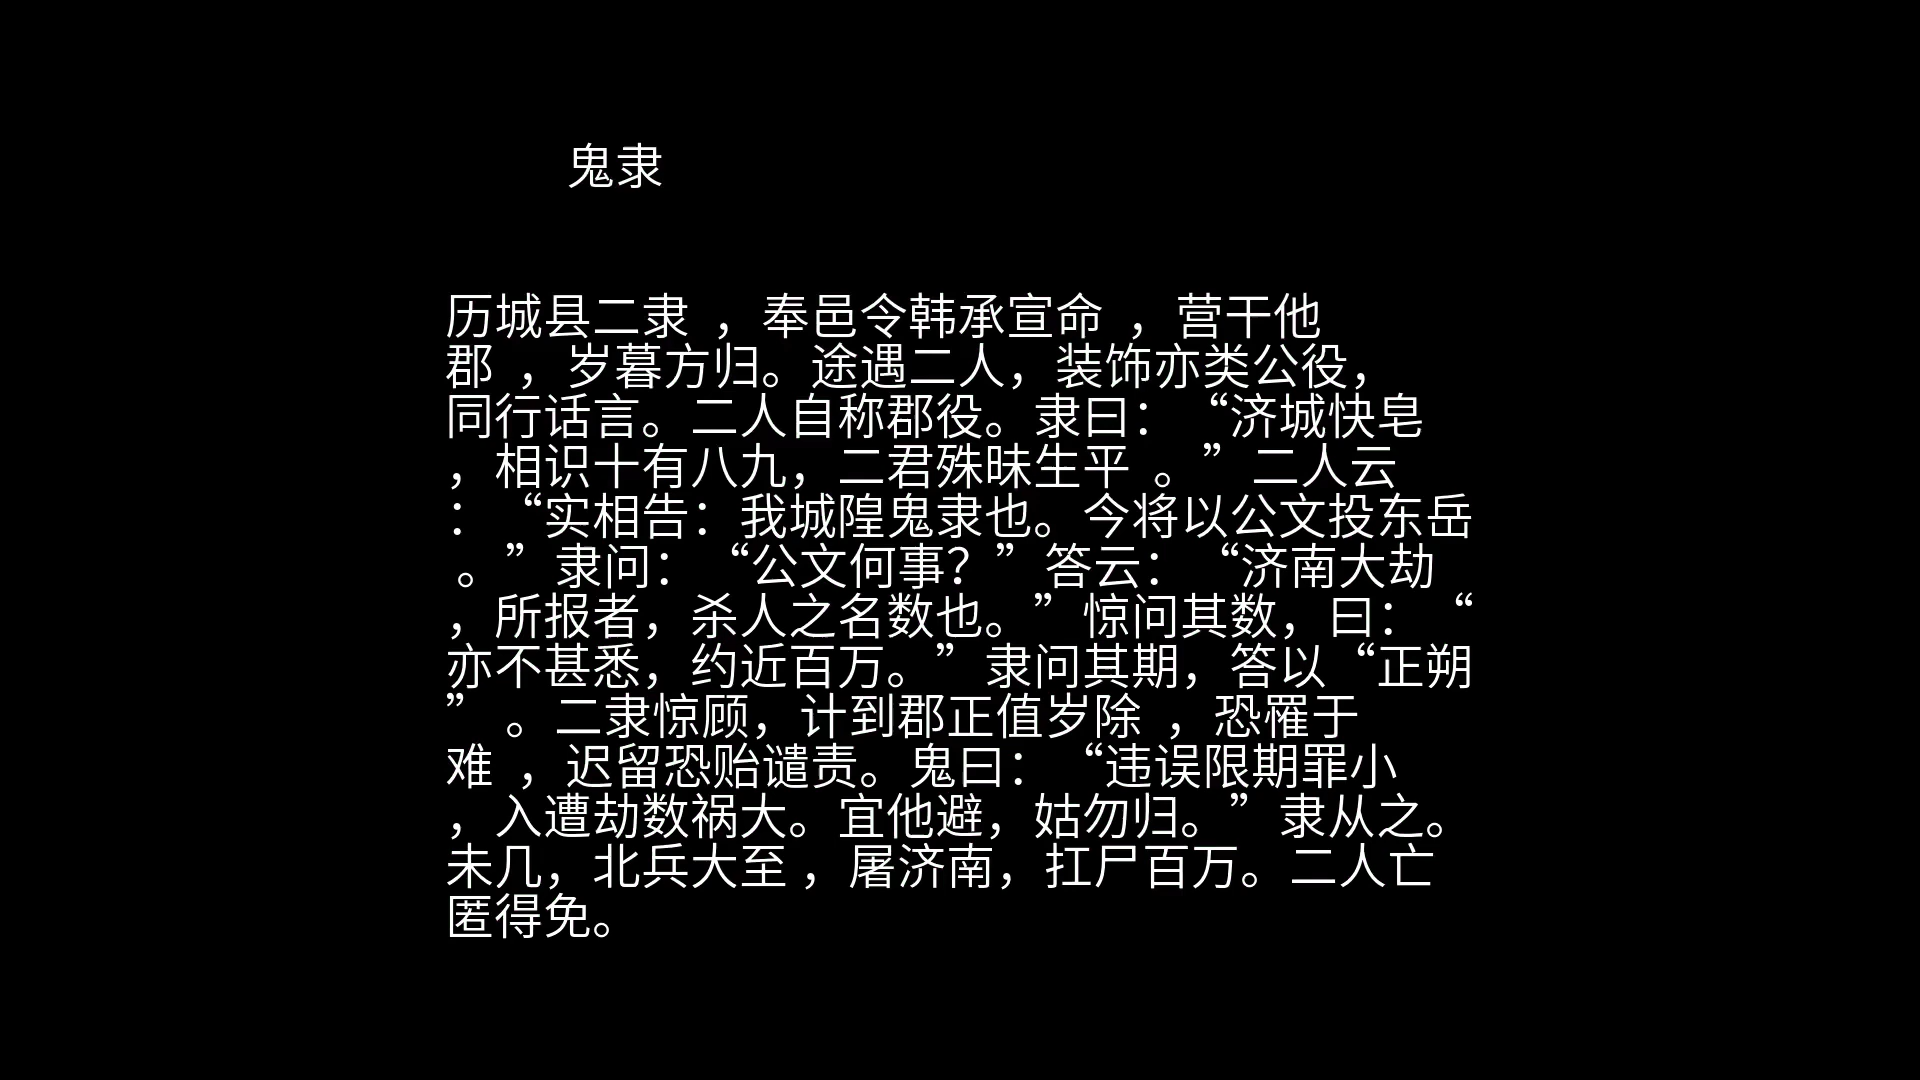 鬼隶
历城县二隶 ，奉邑令韩承宣命 ，营干他
郡 ，岁暮方归。途遇二人，装饰亦类公役，
同行话言。二人自称郡役。隶曰：“济城快皂
，相识十有八九，二君殊昧生平 。”二人云
：“实相告：我城隍鬼隶也。今将以公文投东岳
。”隶问：“公文何事？”答云：“济南大劫
，所报者，杀人之名数也。”惊问其数，曰：“
亦不甚悉，约近百万。”隶问其期，答以“正朔
” 。二隶惊顾，计到郡正值岁除 ，恐罹于
难 ，迟留恐贻谴责。鬼曰：“违误限期罪小
，入遭劫数祸大。宜他避，姑勿归。”隶从之。
未几，北兵大至 ，屠济南，扛尸百万。二人亡
匿得免。